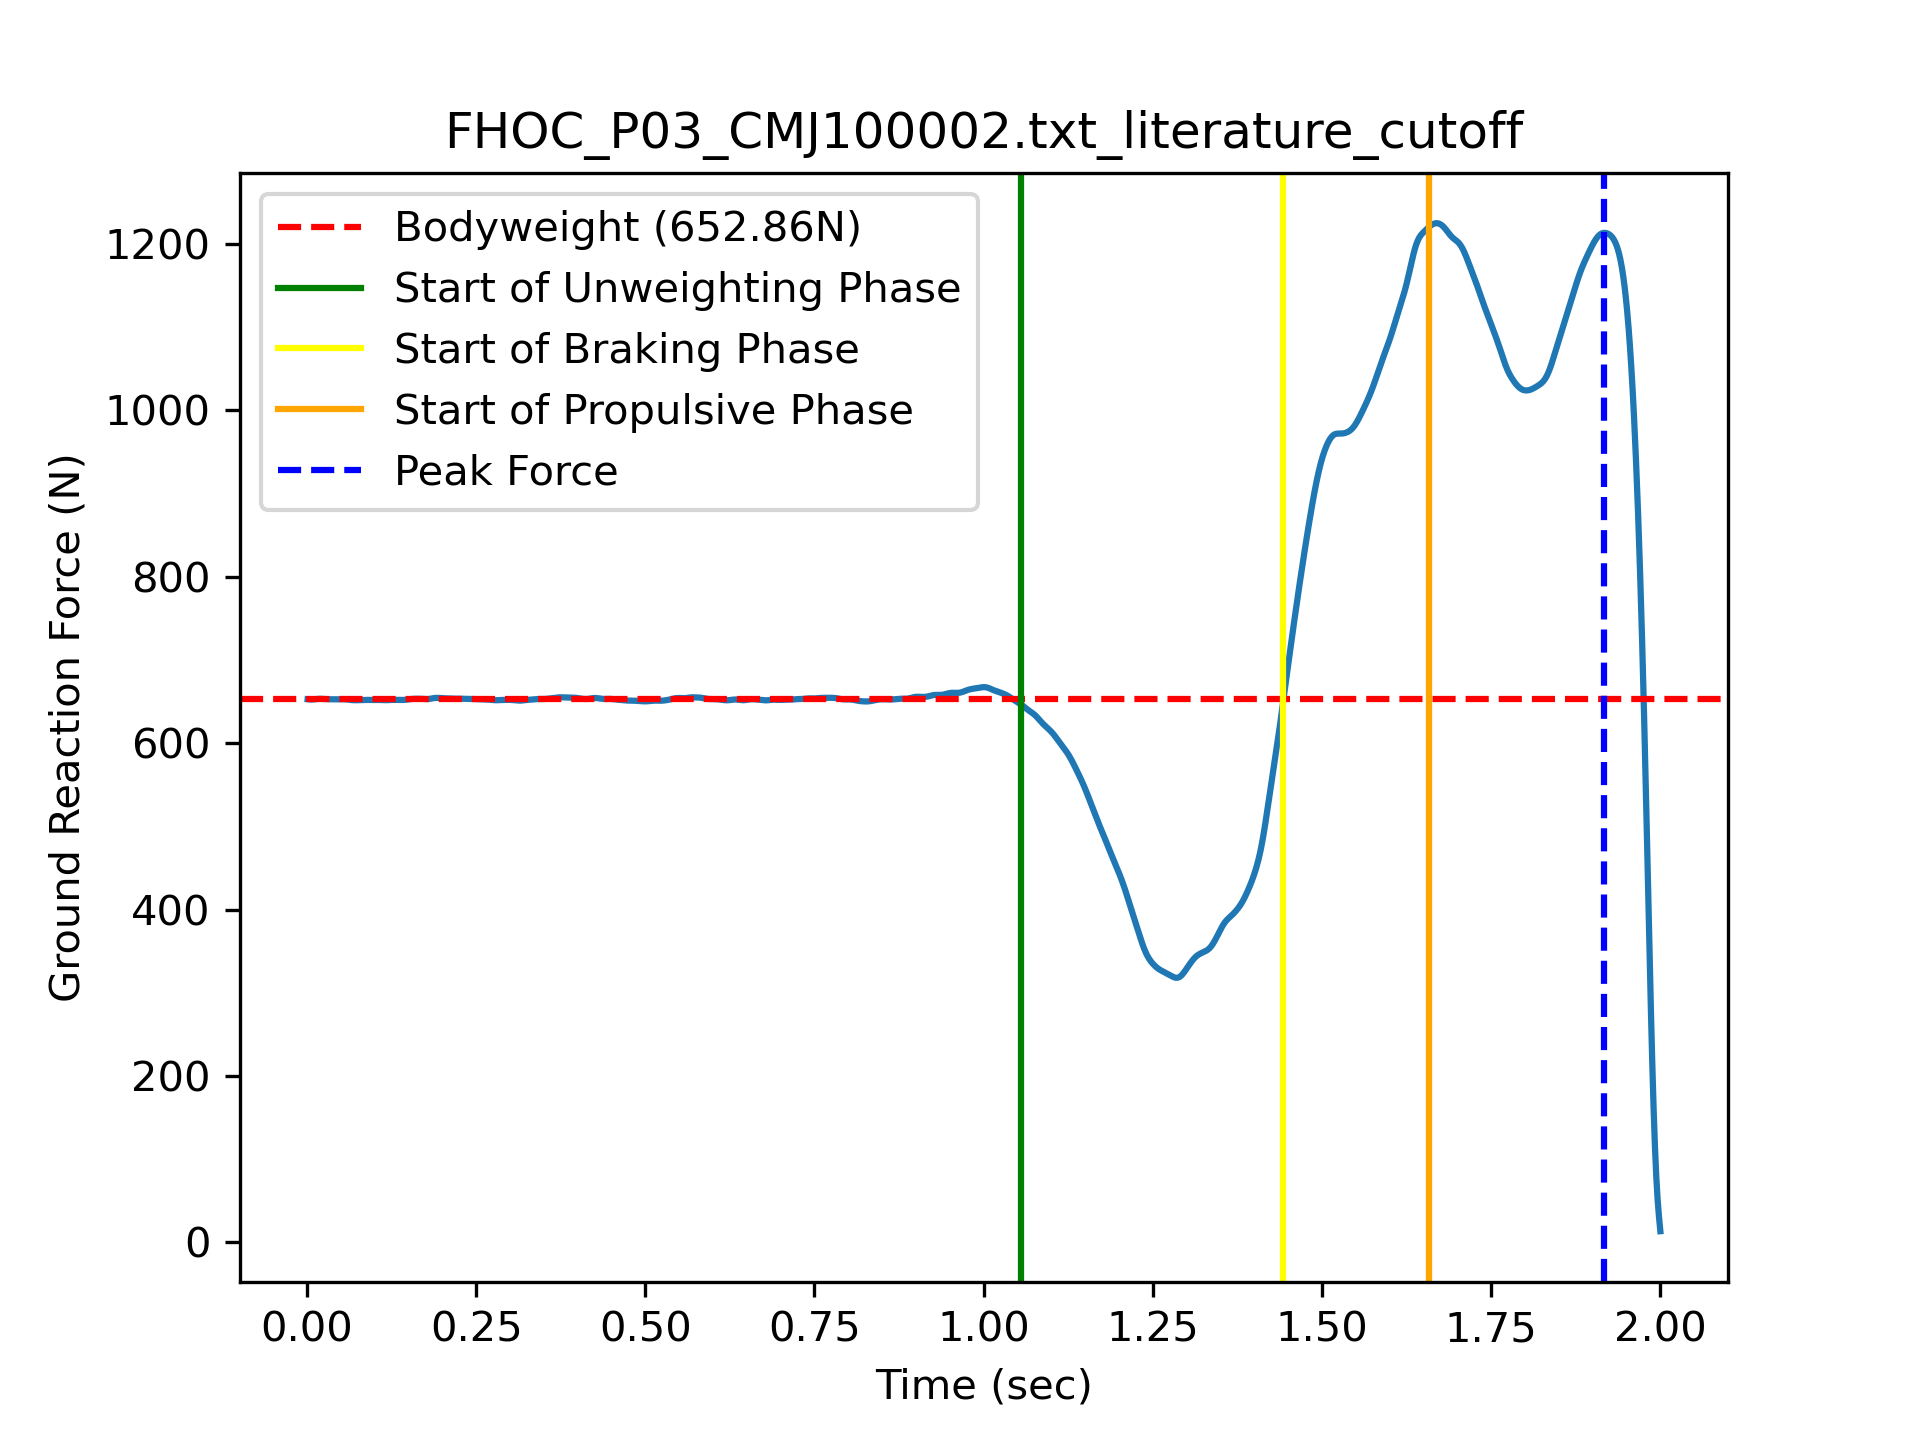 FHOC_P03_CMJ100002.txt_literature_cutoff
Bodyweight (652.86N)
Start of Unweighting Phase
Start of Braking Phase
Start of Propulsive Phase
Peak Force
Ground Reaction Force (N)
1200
1000
800
600
400
200
0
0.00 0.25 0.50 0.75 1.00 1.25 1.50 1.75 2.00
Time (sec)